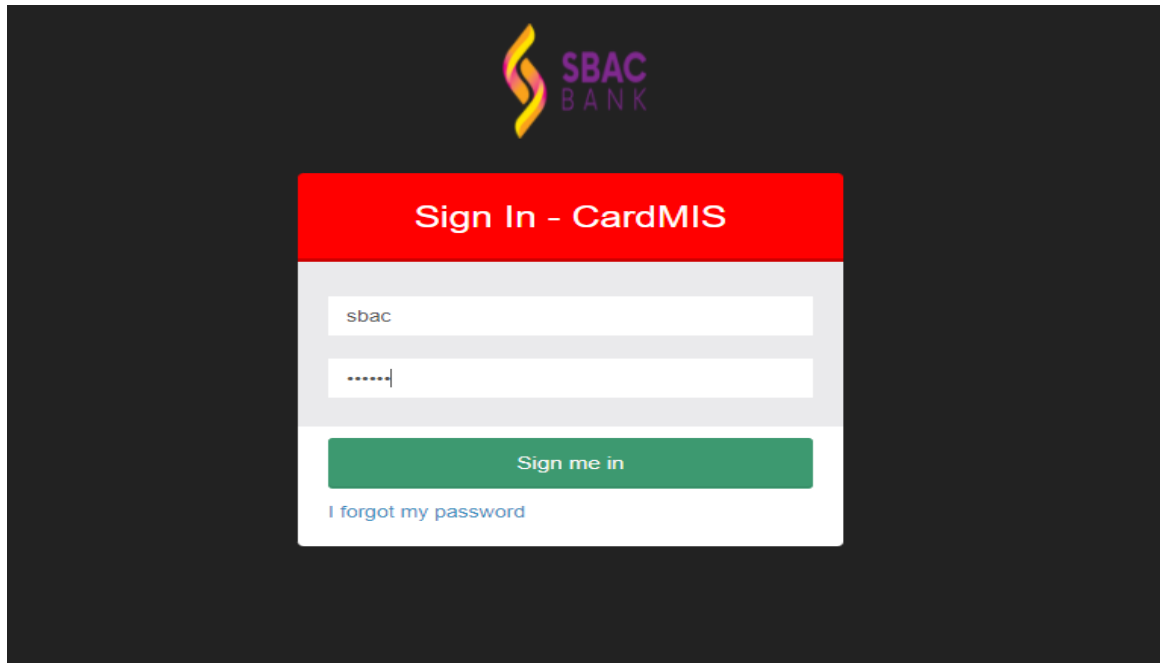 SBAC
BANK
Sign In - CardMIS
sbac
••••••
Sign me in
I forgot my password